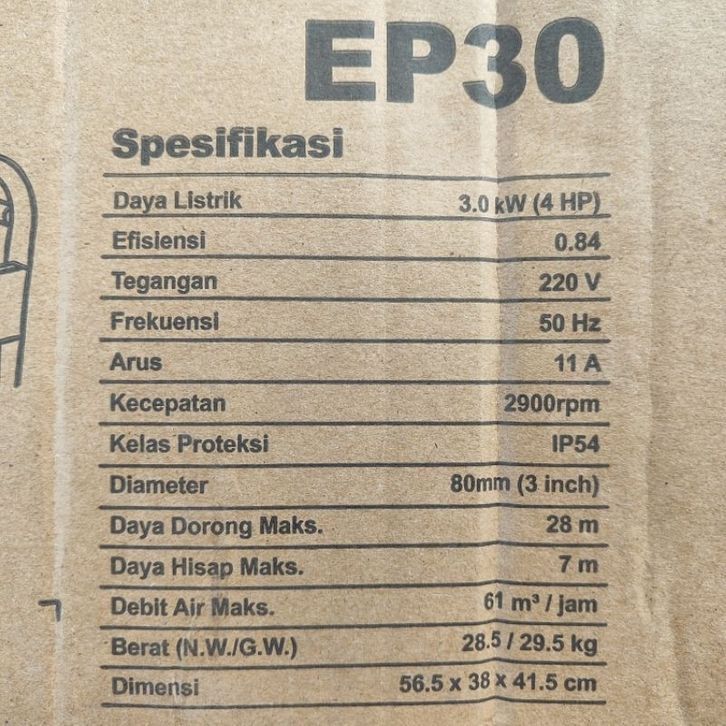 EP30
Spesifikasi
Daya Listrik 3.0 kW (4 HP)
Efisiensi 0.84
Tegangan 220 V
Frekuensi 50 Hz
Arus 11 A
Kecepatan 2900rpm
Kelas Proteksi IP54
Diameter 80mm (3 inch)
Daya Dorong Maks. 28 m
Daya Hisap Maks. 7 m
Debit Air Maks. 61 m³ / jam
Berat (N.W./G.W.) 28.5 / 29.5 kg
Dimensi 56.5 x 38 x 41.5 cm